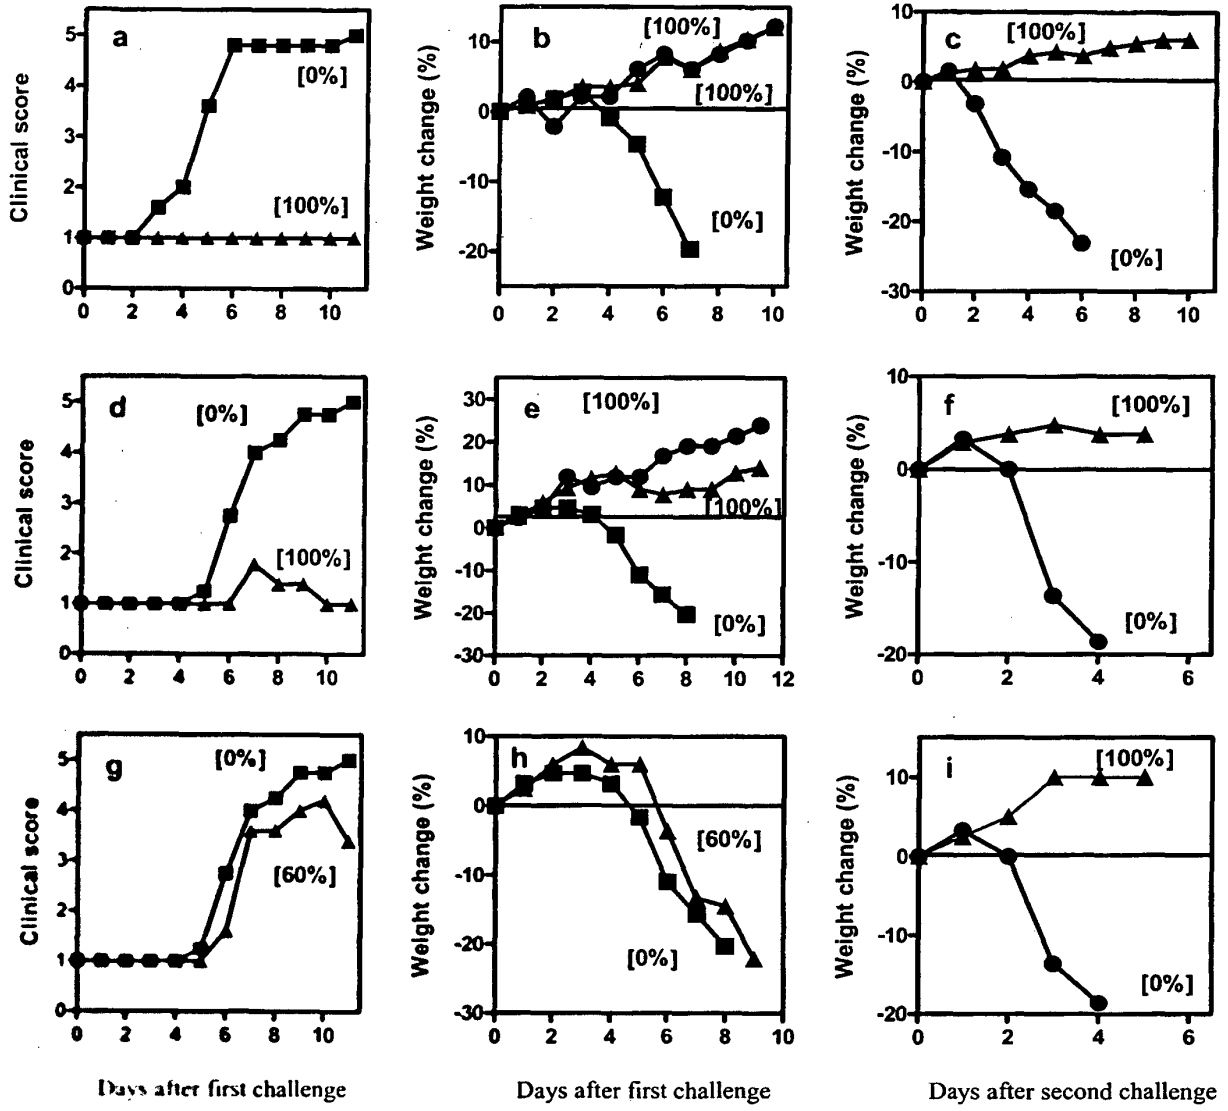 a
Clinical score
5
4
3
2
1
0
[0%]
[100%]
0 2 4 6 8 10
b
Weight change (%)
10
0
-10
-20
[100%]
[100%]
[0%]
0 2 4 6 8 10
c
Weight change (%)
10
0
-10
-20
-30
[100%]
[0%]
0 2 4 6 8 10
d
Clinical score
5
4
3
2
1
0
[0%]
[100%]
0 2 4 6 8 10
e
Weight change (%)
30
20
10
0
-10
-20
-30
[100%]
[100%]
[0%]
0 2 4 6 8 10 12
f
Weight change (%)
10
0
-10
-20
[100%]
[0%]
0 2 4 6
g
Clinical score
5
4
3
2
1
0
[0%]
[60%]
0 2 4 6 8 10
Days after first challenge
h
Weight change (%)
10
0
-10
-20
-30
[60%]
[0%]
0 2 4 6 8 10
Days after first challenge
i
Weight change (%)
10
0
-10
-20
[100%]
[0%]
0 2 4 6
Days after second challenge